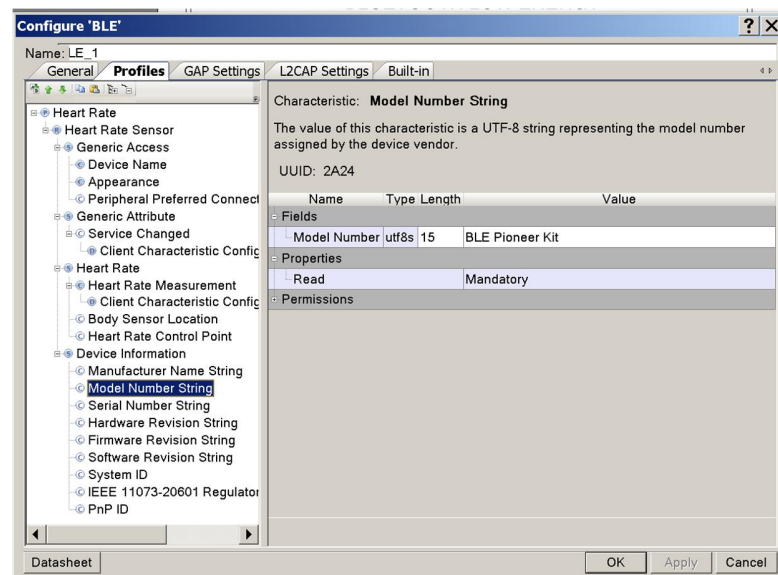 Configure 'BLE'
Name: LE_1
General Profiles GAP Settings L2CAP Settings Built-in
Heart Rate
Heart Rate Sensor
Generic Access
Device Name
Appearance
Peripheral Preferred Connect
Generic Attribute
Service Changed
Client Characteristic Config
Heart Rate
Heart Rate Measurement
Client Characteristic Config
Body Sensor Location
Heart Rate Control Point
Device Information
Manufacturer Name String
Model Number String
Serial Number String
Hardware Revision String
Firmware Revision String
Software Revision String
System ID
IEEE 11073-20601 Regulator
PnP ID
Characteristic: Model Number String
The value of this characteristic is a UTF-8 string representing the model number
assigned by the device vendor.
UUID: 2A24
Name Type Length Value
Fields
Model Number utf8s 15 BLE Pioneer Kit
Properties
Read Mandatory
Permissions
Datasheet OK Apply Cancel